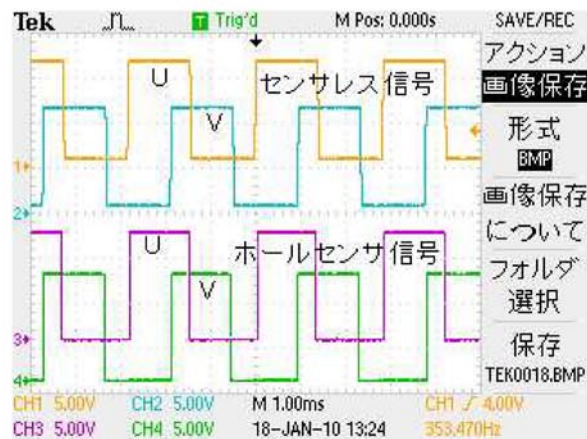 Tek Trig'd M Pos: 0.000s SAVE/REC
アクション
U センサレス信号 画像保存
V
形式
BMP
1
2
画像保存
について
U ホールセンサ信号
V
フォルダ
選択
3
保存
4
TEK0018.BMP
CH1 5.00V CH2 5.00V M 1.00ms CH1 4.00V
CH3 5.00V CH4 5.00V 18-JAN-10 13:24 353.470Hz